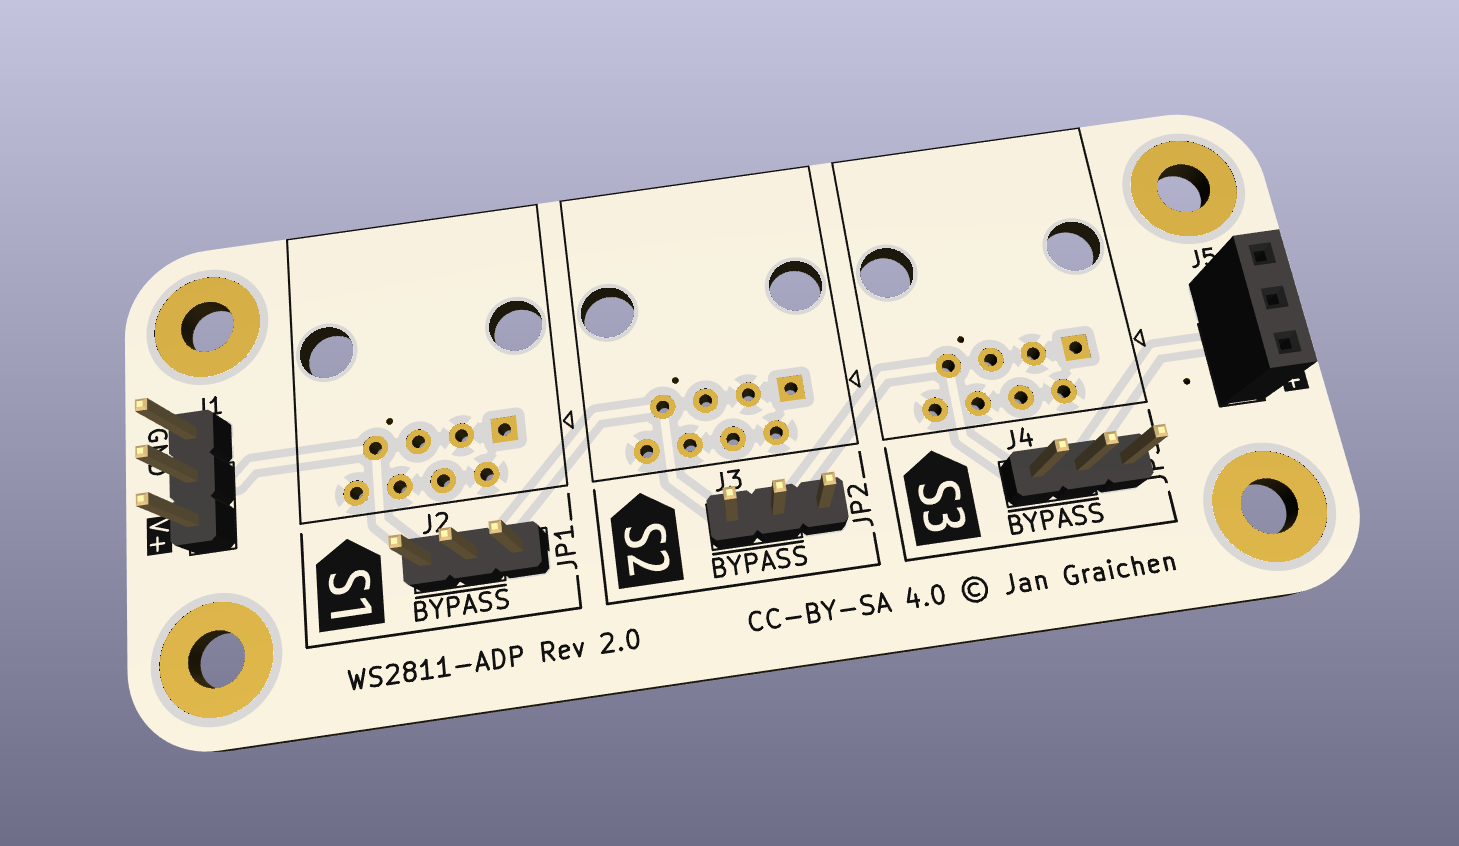 J1
GND
V+
J5
+
J2
JP1
S1
BYPASS
J3
JP2
S2
BYPASS
J4
S3
BYPASS
WS2811-ADP Rev 2.0
CC-BY-SA 4.0 © Jan Graichen